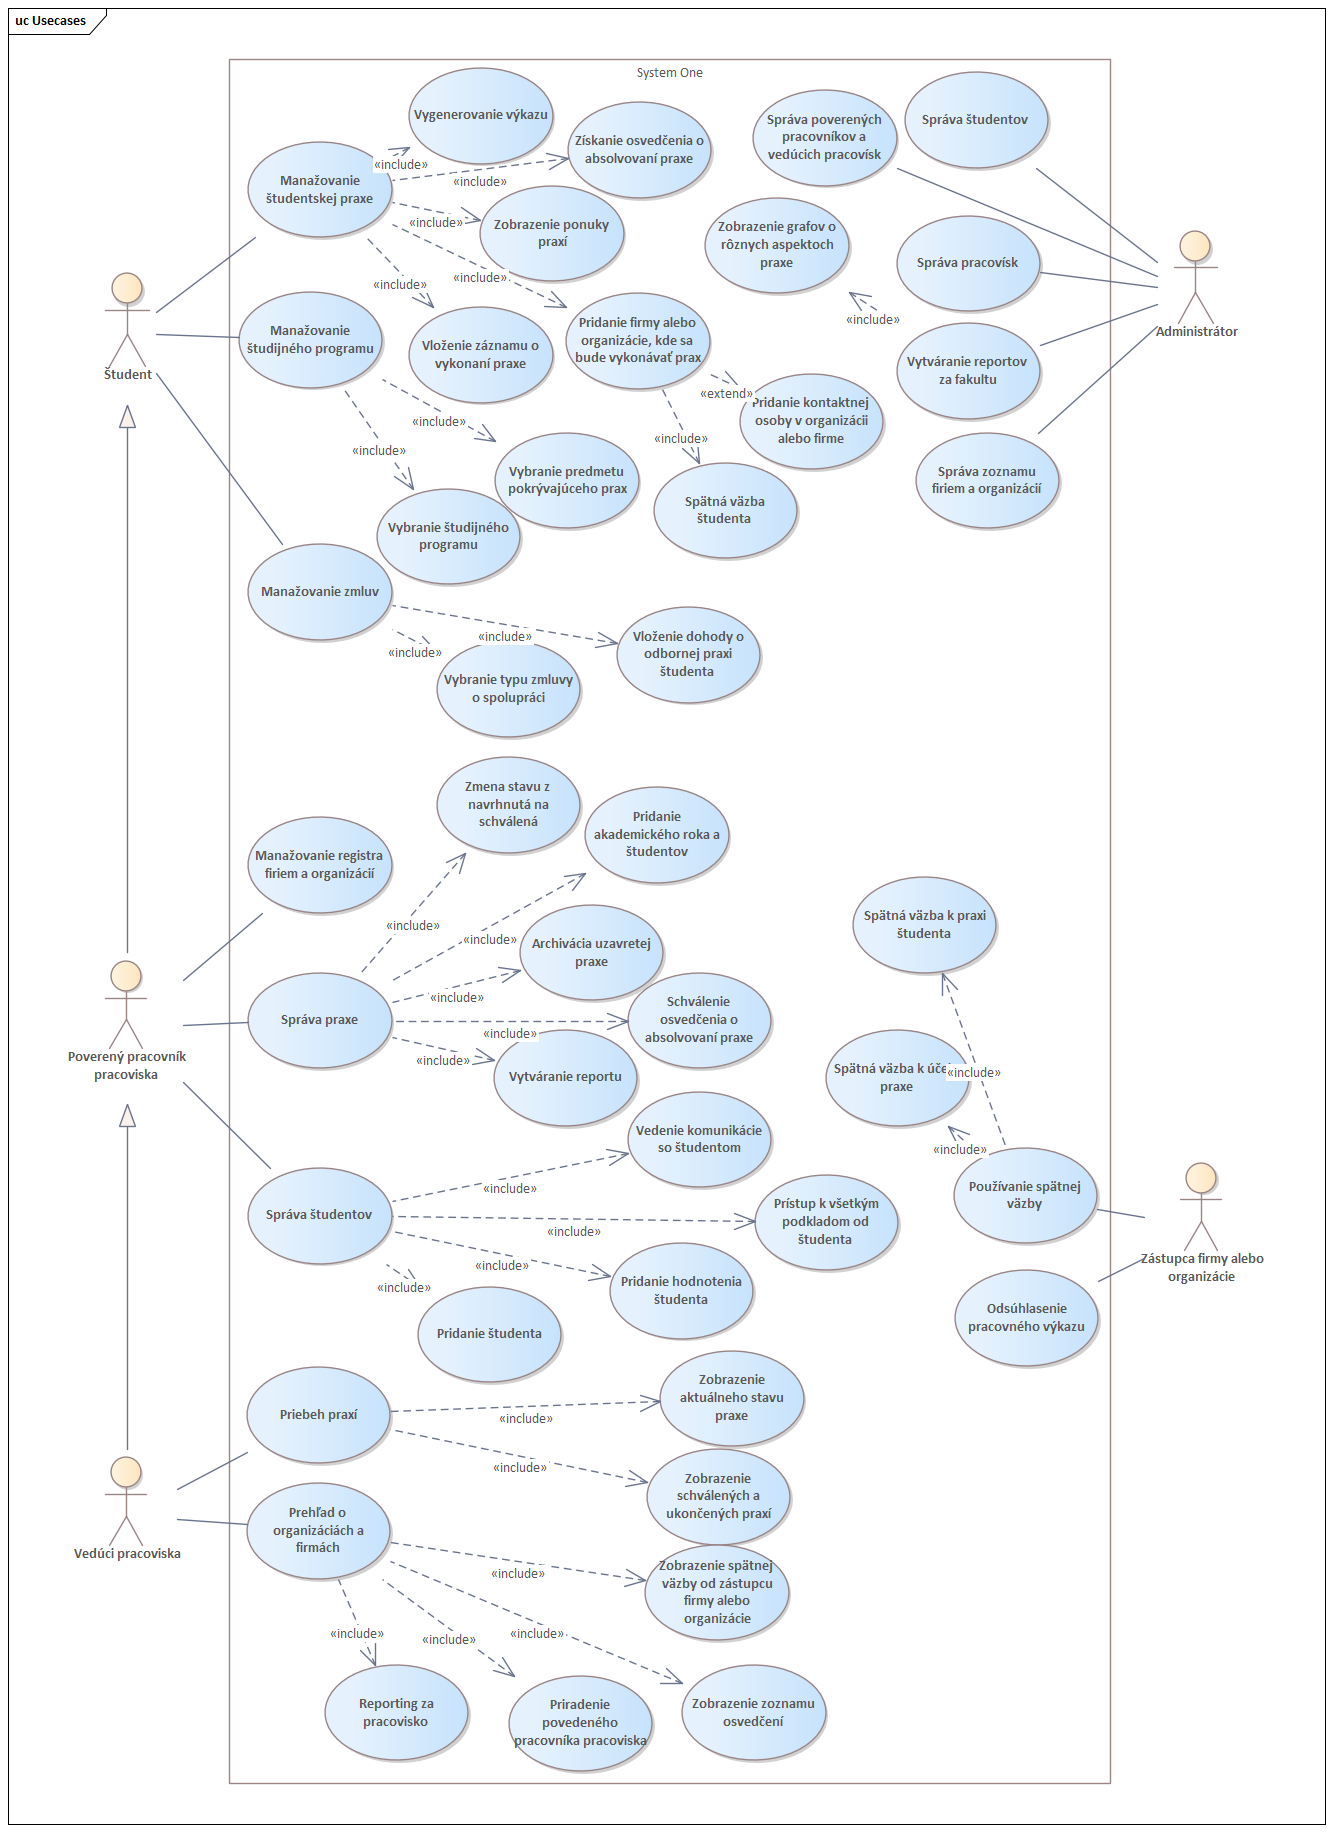 uc Usecases
System One
Vygenerovanie výkazu
Získanie osvedčenia o
absolvovaní praxe
Správa poverených
pracovníkov a
vedúcich pracovísk
Správa študentov
Manažovanie
študentskej praxe
«include»
«include»
«include»
«include»
«include»
Zobrazenie ponuky
praxí
Zobrazenie grafov o
rôznych aspektoch
praxe
Správa pracovísk
Administrátor
Študent
Manažovanie
študijného programu
Vloženie záznamu o
vykonaní praxe
Pridanie firmy alebo
organizácie, kde sa
bude vykonávať prax
«include»
Vytváranie reportov
za fakultu
«extend»
Pridanie kontaktnej
osoby v organizácii
alebo firme
«include»
«include»
«include»
Vybranie predmetu
pokrývajúceho prax
Spätná väzba
študenta
Správa zoznamu
firiem a organizácií
Vybranie študijného
programu
Manažovanie zmluv
«include»
«include»
Vloženie dohody o
odbornej praxi
študenta
Vybranie typu zmluvy
o spolupráci
Zmena stavu z
navrhnutá na
schválená
Pridanie
akademického roka a
študentov
Manažovanie registra
firiem a organizácií
«include»
«include»
Archivácia uzavretej
praxe
Spätná väzba k praxi
študenta
Poverený pracovník
pracoviska
Správa praxe
«include»
«include»
«include»
Schválenie
osvedčenia o
absolvovaní praxe
Vytváranie reportu
Spätná väzba k úče
praxe
«include»
«include»
Vedenie komunikácie
so študentom
Používanie spätnej
väzby
Správa študentov
«include»
«include»
«include»
«include»
Prístup k všetkým
podkladom od
študenta
Pridanie hodnotenia
študenta
Pridanie študenta
Zástupca firmy alebo
organizácie
Odsúhlasenie
pracovného výkazu
Priebeh praxí
«include»
«include»
Zobrazenie
aktuálneho stavu
praxe
Zobrazenie
schválených a
ukončených praxí
Vedúci pracoviska
Prehľad o
organizáciách a
firmách
«include»
«include»
«include»
«include»
Zobrazenie spätnej
väzby od zástupcu
firmy alebo
organizácie
Reporting za
pracovisko
Priradenie
povedeného
pracovníka pracoviska
Zobrazenie zoznamu
osvedčení